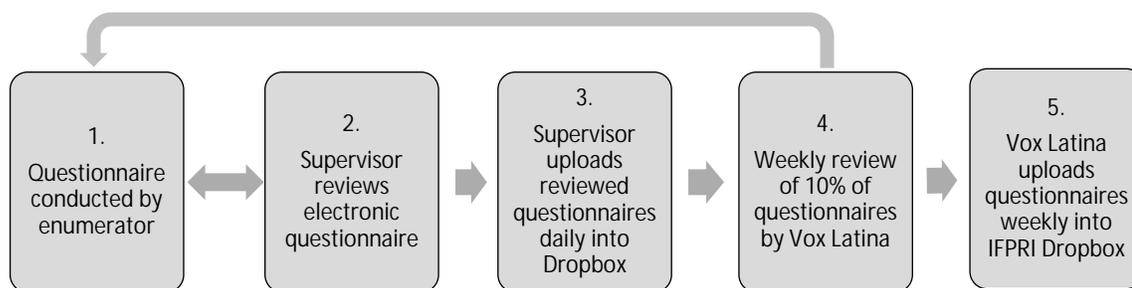 1.
Questionnaire
conducted by
enumerator
2.
Supervisor
reviews
electronic
questionnaire
3.
Supervisor
uploads
reviewed
questionnaires
daily into
Dropbox
4.
Weekly review
of 10% of
questionnaires
by Vox Latina
5.
Vox Latina
uploads
questionnaires
weekly into
IFPRI Dropbox